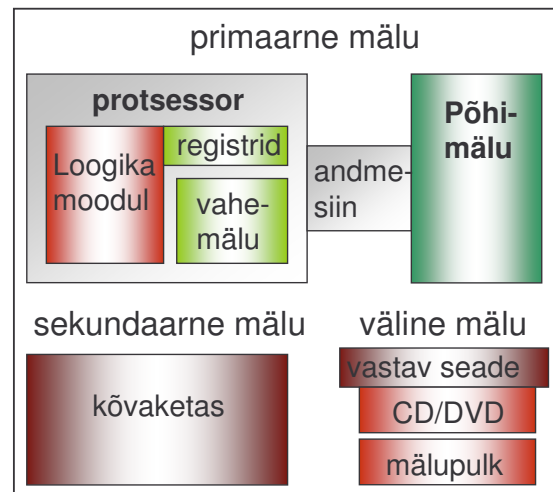 primaarne mälu
protsessor
Loogika
moodul
registrid
vahe-
mälu
andme-
siin
Põhi-
mälu
sekundaarne mälu
kõvaketas
väline mälu
vastav seade
CD/DVD
mälupulk